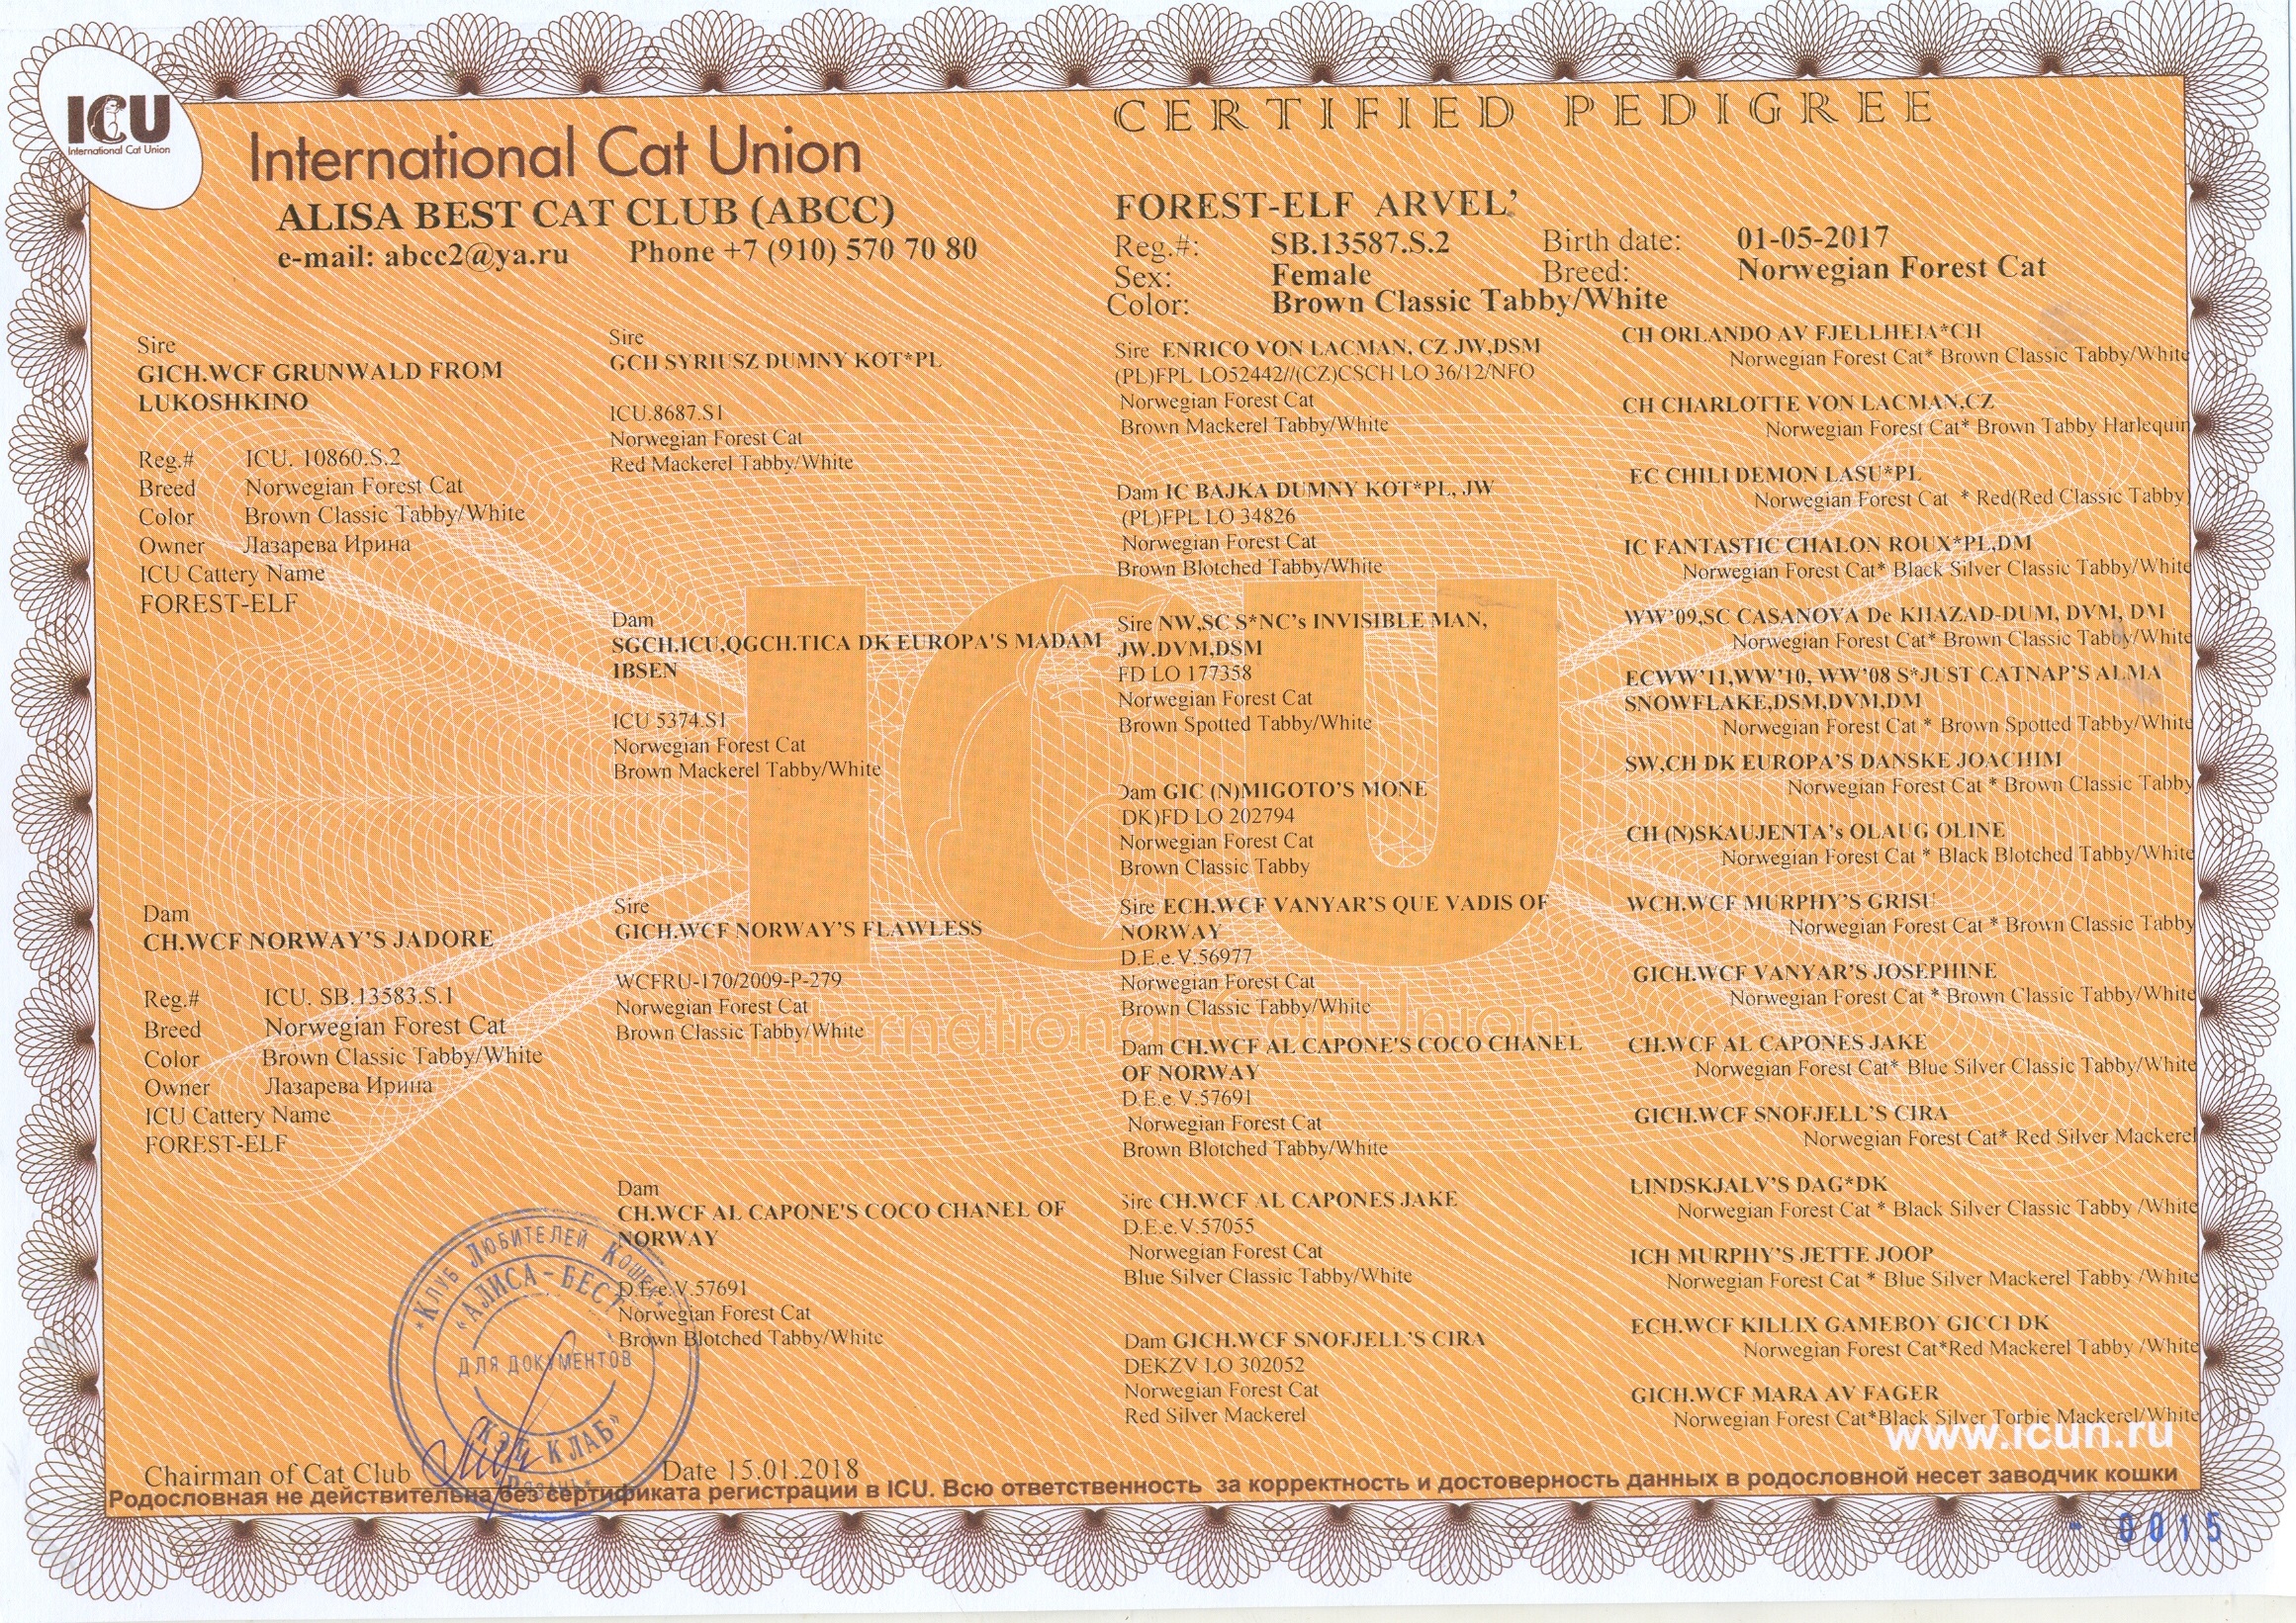 ICU
International Cat Union
International Cat Union
ALISA BEST CAT CLUB (ABCC)
e-mail: abcc2@ya.ru Phone +7 (910) 570 70 80
CERTIFIED PEDIGREE
FOREST-ELF ARVEL’
Reg.#: SB.13587.S.2 Birth date: 01-05-2017
Sex: Female Breed: Norwegian Forest Cat
Color: Brown Classic Tabby/White
Sire
GICH.WCF GRUNWALD FROM
LUKOSHKINO
Reg.# ICU. 10860.S.2
Breed Norwegian Forest Cat
Color Brown Classic Tabby/White
Owner Лазарева Ирина
ICU Cattery Name
FOREST-ELF
Dam
CH.WCF NORWAY’S JADORE
Reg.# ICU. SB.13583.S.1
Breed Norwegian Forest Cat
Color Brown Classic Tabby/White
Owner Лазарева Ирина
ICU Cattery Name
FOREST-ELF
Sire
GCH SYRIUSZ DUMNY KOT*PL
ICU.8687.S1
Norwegian Forest Cat
Red Mackerel Tabby/White
Dam
SGCH.ICU,QGCH.TICA DK EUROPA'S MADAM
IBSEN
ICU 5374.S1
Norwegian Forest Cat
Brown Mackerel Tabby/White
Sire
GICH.WCF NORWAY’S FLAWLESS
WCFRU-170/2009-P-279
Norwegian Forest Cat
Brown Classic Tabby/White
Dam
CH.WCF AL CAPONE'S COCO CHANEL OF
NORWAY
D.E.e.V.57691
Norwegian Forest Cat
Brown Blotched Tabby/White
Sire ENRICO VON LACMAN, CZ JW,DSM
(PL)FPL LO52442//(CZ)CSCH LO 36/12/NFO
Norwegian Forest Cat
Brown Mackerel Tabby/White
Dam IC BAJKA DUMNY KOT*PL, JW
(PL)FPL LO 34826
Norwegian Forest Cat
Brown Blotched Tabby/White
Sire NW,SC S*NC’s INVISIBLE MAN,
JW.DVM,DSM
FD LO 177358
Norwegian Forest Cat
Brown Spotted Tabby/White
Dam GIC (N)MIGOTO’S MONE
DK)FD LO 202794
Norwegian Forest Cat
Brown Classic Tabby
Sire ECH.WCF VANYAR’S QUE VADIS OF
NORWAY
D.E.e.V.56977
Norwegian Forest Cat
Brown Classic Tabby/White
Dam CH.WCF AL CAPONE'S COCO CHANEL
OF NORWAY
D.E.e.V.57691
Norwegian Forest Cat
Brown Blotched Tabby/White
Sire CH.WCF AL CAPONES JAKE
D.E.e.V.57055
Norwegian Forest Cat
Blue Silver Classic Tabby/White
Dam GICH.WCF SNOFJELL’S CIRA
DEKZV LO 302052
Norwegian Forest Cat
Red Silver Mackerel
CH ORLANDO AV FJELLHEIA*CH
Norwegian Forest Cat* Brown Classic Tabby/White
CH CHARLOTTE VON LACMAN,CZ
Norwegian Forest Cat* Brown Tabby Harlequin
EC CHILI DEMON LASU*PL
Norwegian Forest Cat * Red(Red Classic Tabby)
IC FANTASTIC CHALON ROUX*PL,DM
Norwegian Forest Cat* Black Silver Classic Tabby/White
WW’09,SC CASANOVA De KHAZAD-DUM, DVM, DM
Norwegian Forest Cat* Brown Classic Tabby/White
ECWW’11,WW’10, WW’08 S*JUST CATNAP’S ALMA
SNOWFLAKE,DSM,DVM,DM
Norwegian Forest Cat * Brown Spotted Tabby/White
SW,CH DK EUROPA’S DANSKE JOACHIM
Norwegian Forest Cat * Brown Classic Tabby
CH (N)SKAUJENTA’s OLAUG OLINE
Norwegian Forest Cat * Black Blotched Tabby/White
WCH.WCF MURPHY’S GRISU
Norwegian Forest Cat * Brown Classic Tabby
GICH.WCF VANYAR’S JOSEPHINE
Norwegian Forest Cat * Brown Classic Tabby/White
CH.WCF AL CAPONES JAKE
Norwegian Forest Cat* Blue Silver Classic Tabby/White
GICH.WCF SNOFJELL’S CIRA
Norwegian Forest Cat* Red Silver Mackerel
LINDSKJALV’S DAG*DK
Norwegian Forest Cat * Black Silver Classic Tabby /White
ICH MURPHY’S JETTE JOOP
Norwegian Forest Cat * Blue Silver Mackerel Tabby /White
ECH.WCF KILLIX GAMEBOY GICCI DK
Norwegian Forest Cat*Red Mackerel Tabby /White
GICH.WCF MARA AV FAGER
Norwegian Forest Cat*Black Silver Torbie Mackerel/White
ICU
International Cat Union
*Клуб Любителей Кошек*
«АЛИСА-БЕСТ
ДЛЯ ДОКУМЕНТОВ
КЭТ КЛАБ»
www.icun.ru
Chairman of Cat Club Date 15.01.2018
Родословная не действительна без сертификата регистрации в ICU. Всю ответственность за корректность и достоверность данных в родословной несет заводчик кошки
- 0015